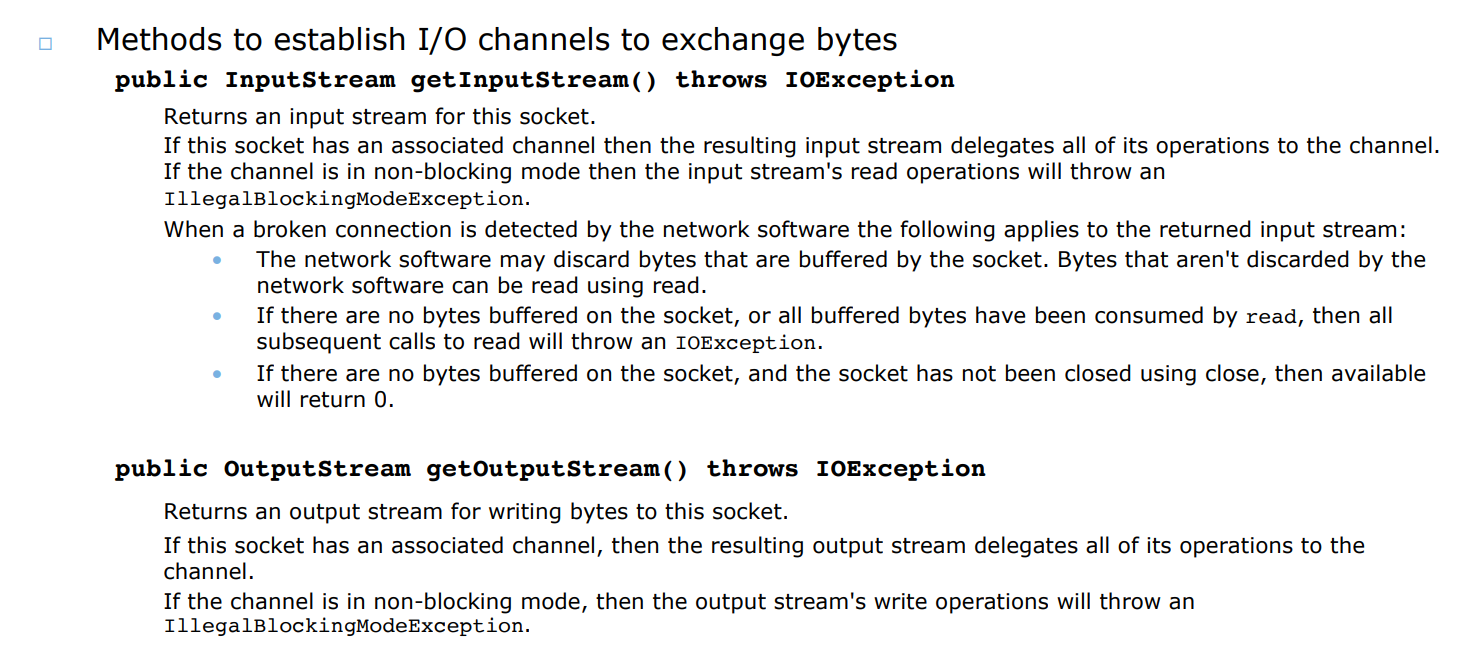 Methods to establish I/O channels to exchange bytes
public InputStream getInputStream() throws IOException
Returns an input stream for this socket.
If this socket has an associated channel then the resulting input stream delegates all of its operations to the channel.
If the channel is in non-blocking mode then the input stream's read operations will throw an
IllegalBlockingModeException.
When a broken connection is detected by the network software the following applies to the returned input stream:
• The network software may discard bytes that are buffered by the socket. Bytes that aren't discarded by the
network software can be read using read.
• If there are no bytes buffered on the socket, or all buffered bytes have been consumed by read, then all
subsequent calls to read will throw an IOException.
• If there are no bytes buffered on the socket, and the socket has not been closed using close, then available
will return 0.
public OutputStream getOutputStream() throws IOException
Returns an output stream for writing bytes to this socket.
If this socket has an associated channel, then the resulting output stream delegates all of its operations to the
channel.
If the channel is in non-blocking mode, then the output stream's write operations will throw an
IllegalBlockingModeException.